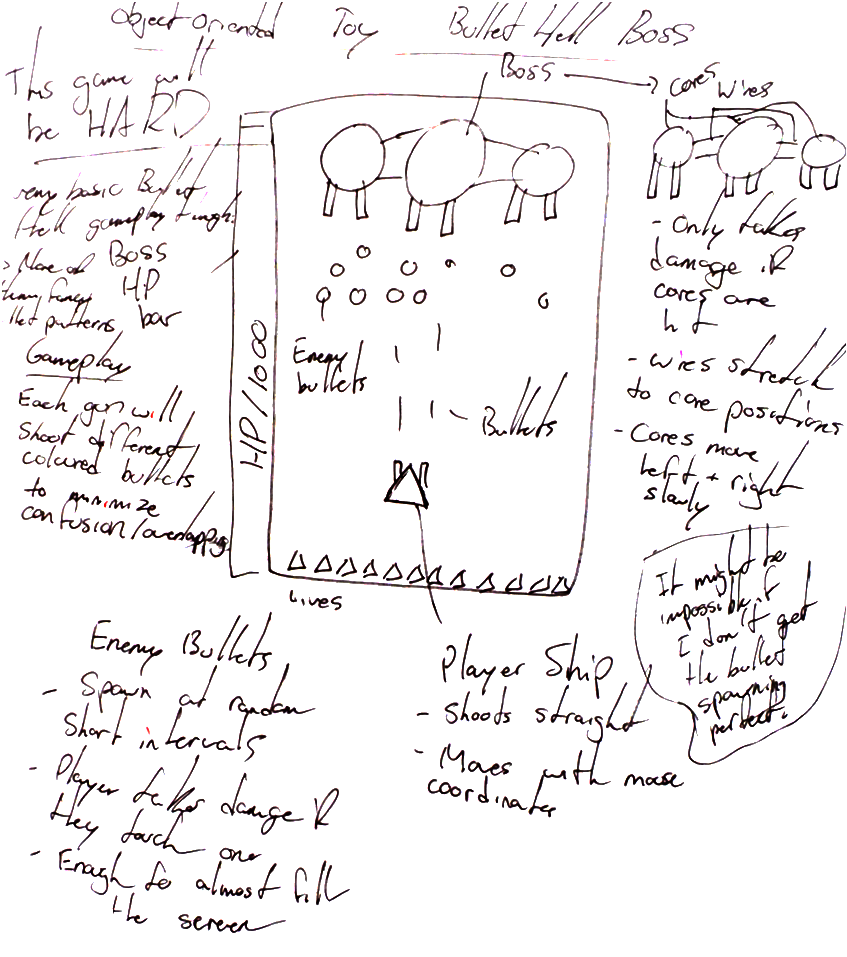 Object Oriented Toy Bullet Hell Boss
This game will
be HARD
very basic Bullet
Hell gameplay though.
> None of
fancy
bullet patterns
Boss
HP
bar
Gameplay
Each gun will
Shoot different
coloured bullets
to minimize
confusion/overlapping.
HP/1000
Boss
Enemy
bullets
Bullets
Lives
Cores Wires
- Only takes
damage if
cores are
hit
- Wires stretch
to core positions
- Cores move
left + right
slowly
It might be
impossible if
I don't get
the bullet
spawning
perfect.
Enemy Bullets
- Spawn at random
Short intervals
- Player takes damage if
they touch one
- Enough to almost fill
the screen
Player Ship
- Shoots straight
- Moves with mouse
coordinates